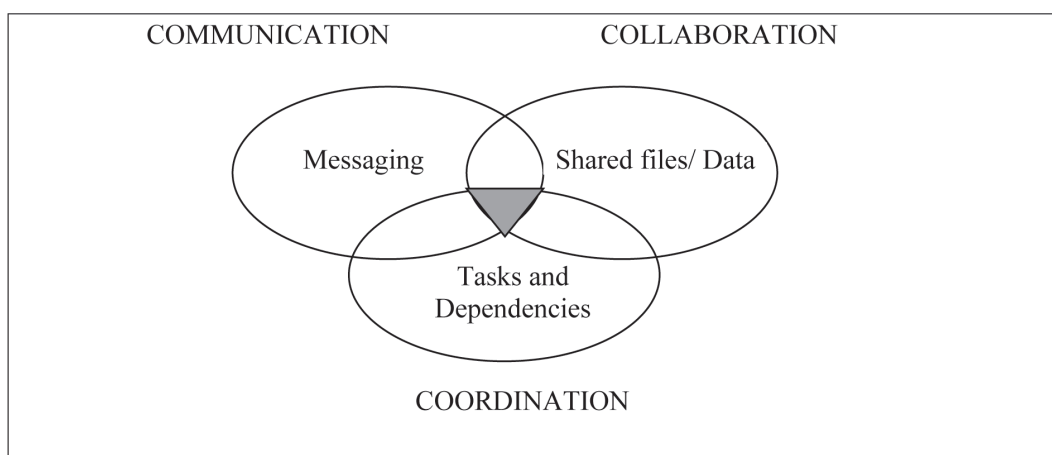 COMMUNICATION
COLLABORATION
Messaging
Shared files/ Data
Tasks and
Dependencies
COORDINATION